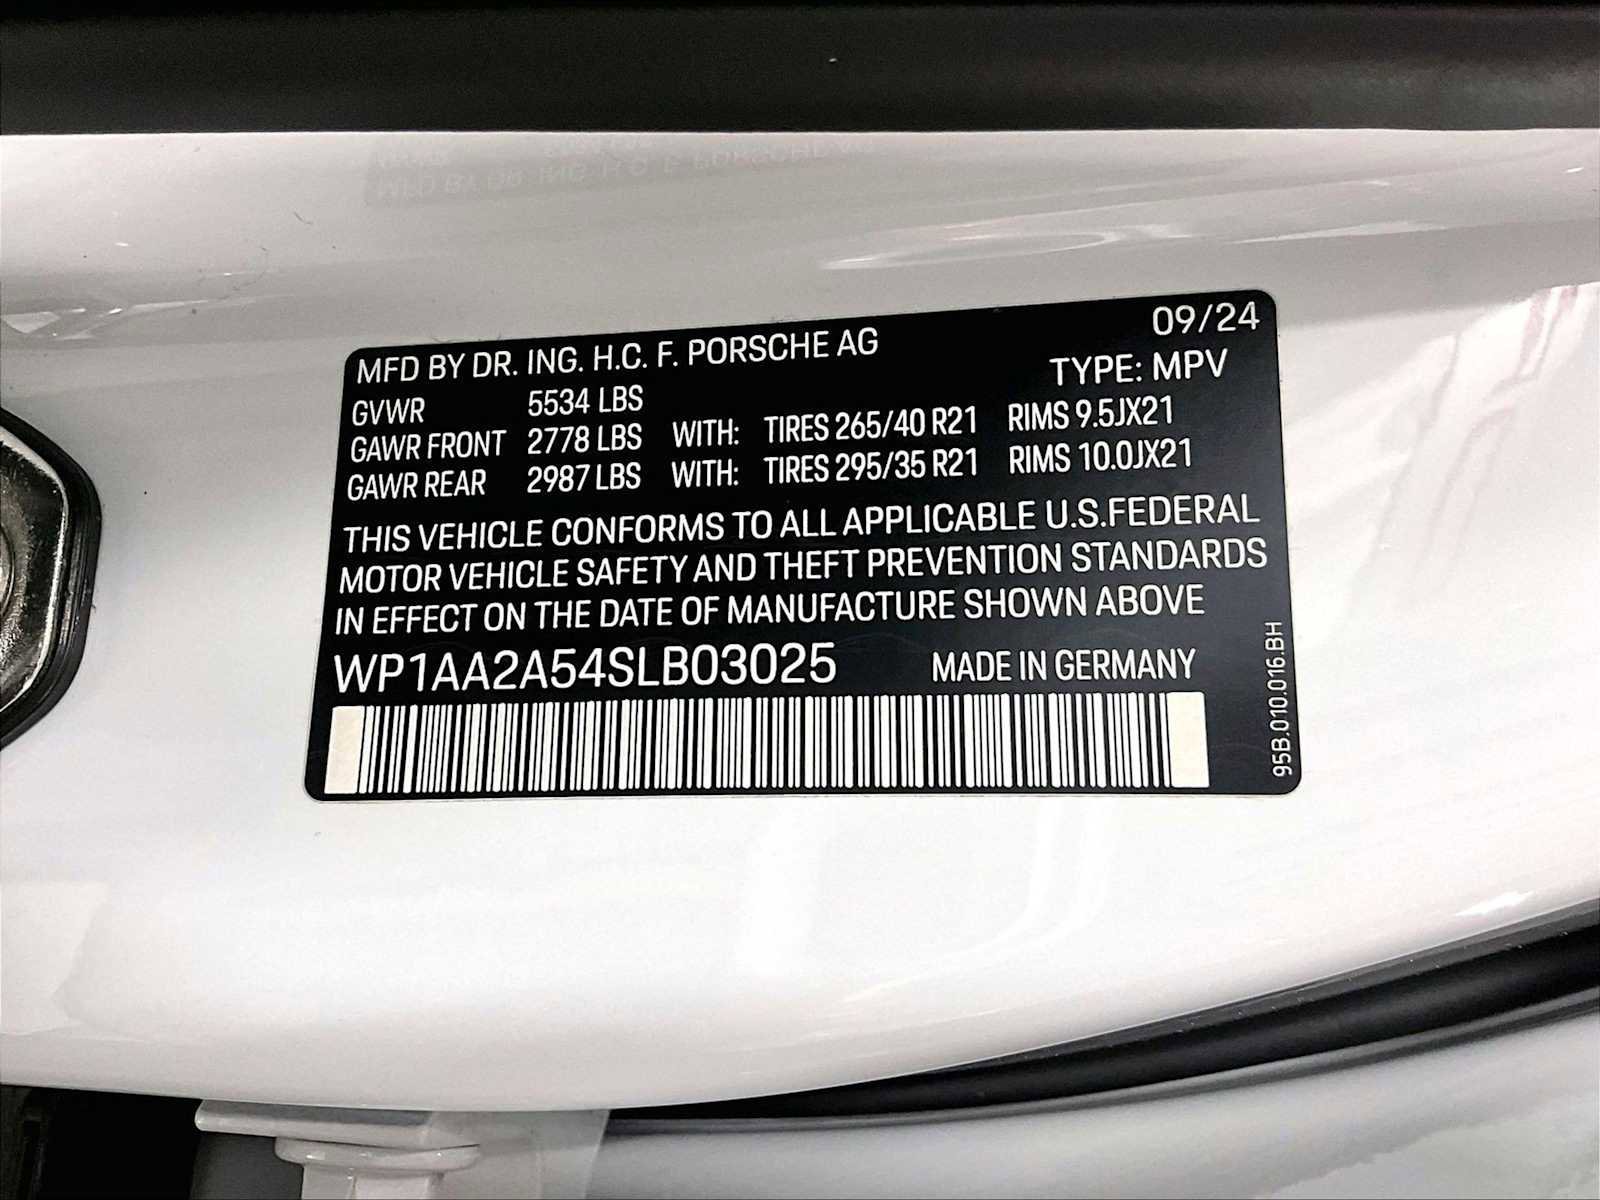 MFD BY DR. ING. H.C. F. PORSCHE AG 09/24
TYPE: MPV
GVWR 5534 LBS
GAWR FRONT 2778 LBS WITH: TIRES 265/40 R21 RIMS 9.5JX21
GAWR REAR 2987 LBS WITH: TIRES 295/35 R21 RIMS 10.0JX21
THIS VEHICLE CONFORMS TO ALL APPLICABLE U.S.FEDERAL
MOTOR VEHICLE SAFETY AND THEFT PREVENTION STANDARDS
IN EFFECT ON THE DATE OF MANUFACTURE SHOWN ABOVE
WP1AA2A54SLB03025 MADE IN GERMANY
95B.010.016.BH